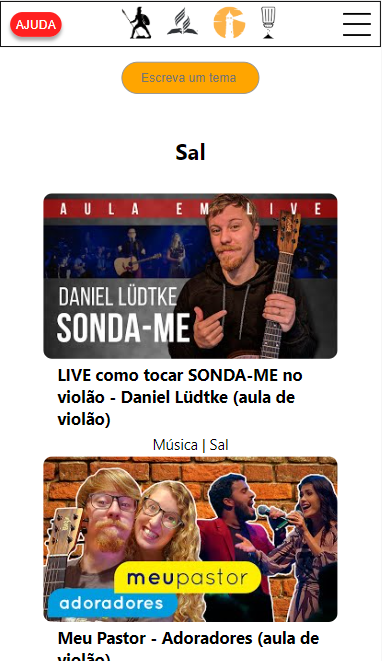 AJUDA
Escreva um tema
Sal
AULA EM LIVE
DANIEL LÜDTKE
SONDA-ME
LIVE como tocar SONDA-ME no
violão - Daniel Lüdtke (aula de
violão)
Música | Sal
meupastor
adoradores
Meu Pastor - Adoradores (aula de
violão)